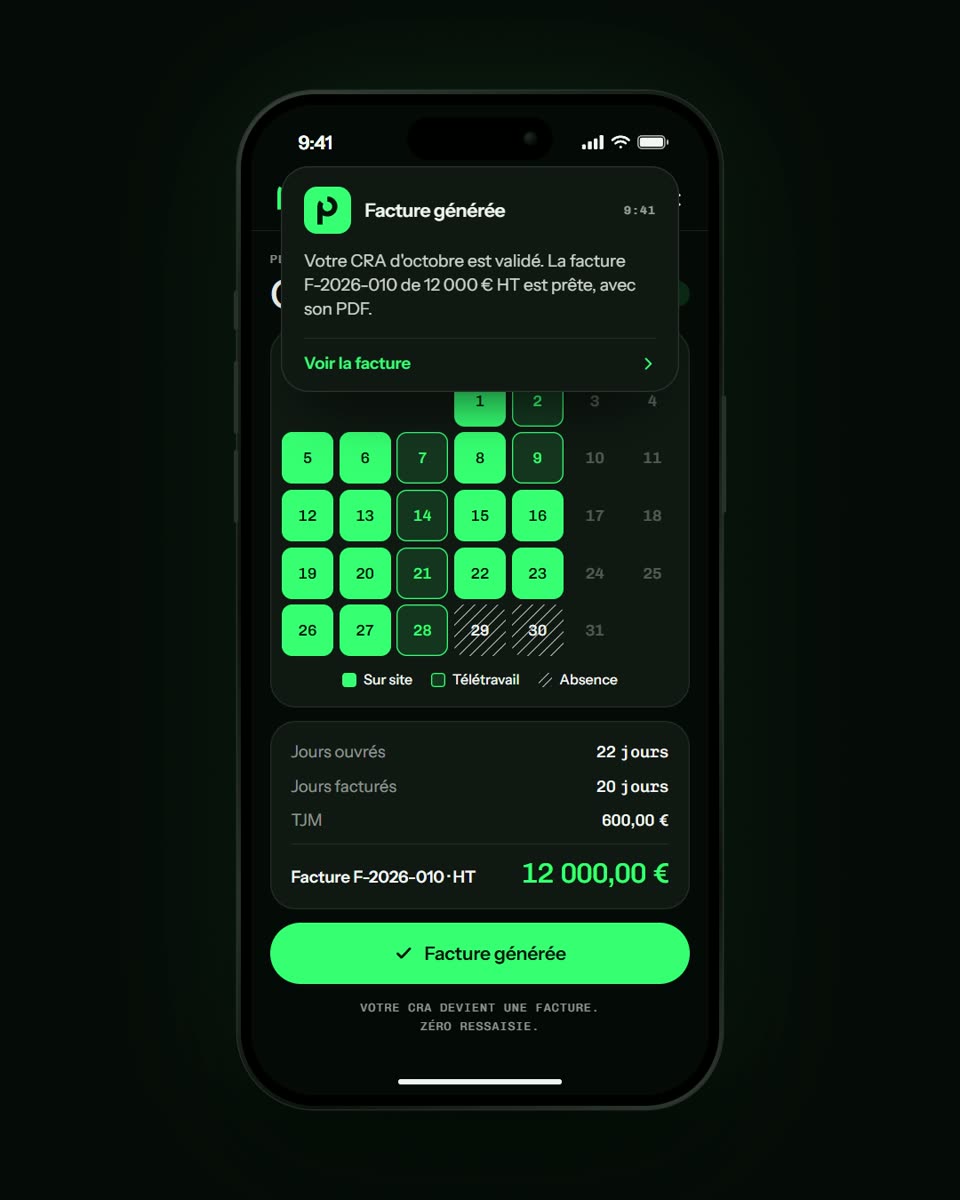 9:41
Facture générée 9:41
Votre CRA d'octobre est validé. La facture
F-2026-010 de 12 000 € HT est prête, avec
son PDF.
Voir la facture
1 2 3 4
5 6 7 8 9 10 11
12 13 14 15 16 17 18
19 20 21 22 23 24 25
26 27 28 29 30 31
Sur site Télétravail Absence
Jours ouvrés 22 jours
Jours facturés 20 jours
TJM 600,00 €
Facture F-2026-010·HT 12 000,00 €
Facture générée
VOTRE CRA DEVIENT UNE FACTURE.
ZÉRO RESSAISIE.